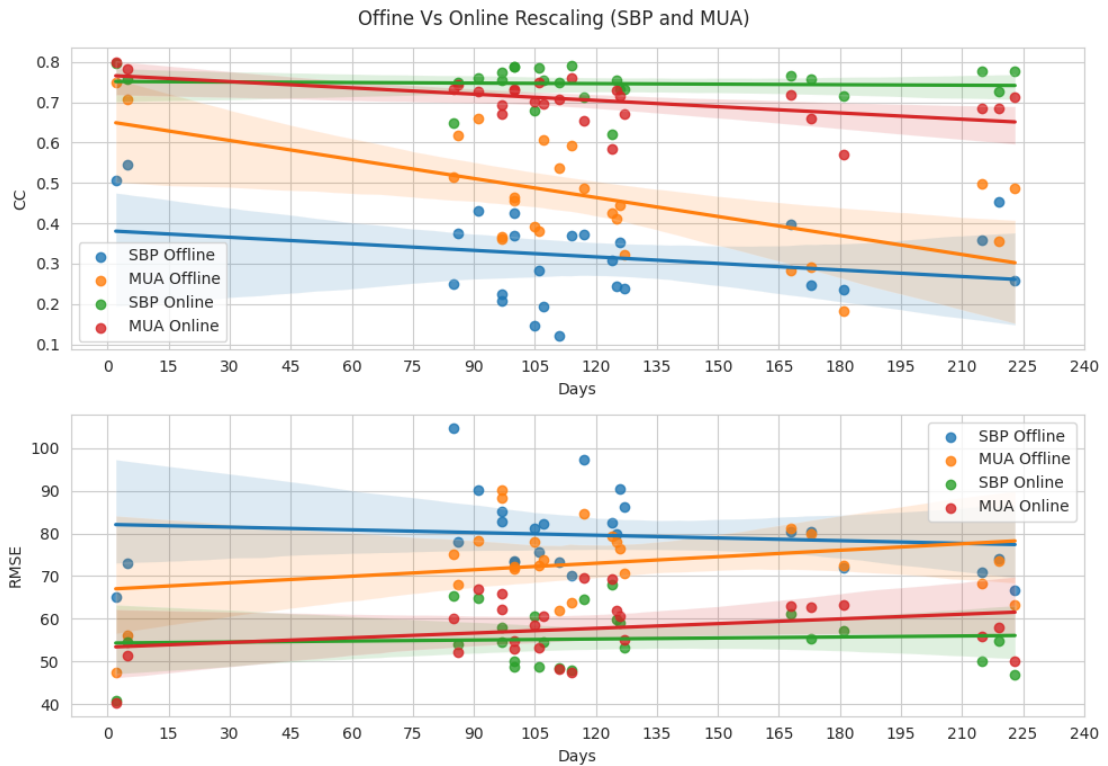 Offine Vs Online Rescaling (SBP and MUA)
0.8
0.7
0.6
0.5
0.4
0.3
0.2
0.1
CC
SBP Offline
MUA Offline
SBP Online
MUA Online
0 15 30 45 60 75 90 105 120 135 150 165 180 195 210 225 240
Days
100
90
80
70
60
50
40
RMSE
SBP Offline
MUA Offline
SBP Online
MUA Online
0 15 30 45 60 75 90 105 120 135 150 165 180 195 210 225 240
Days